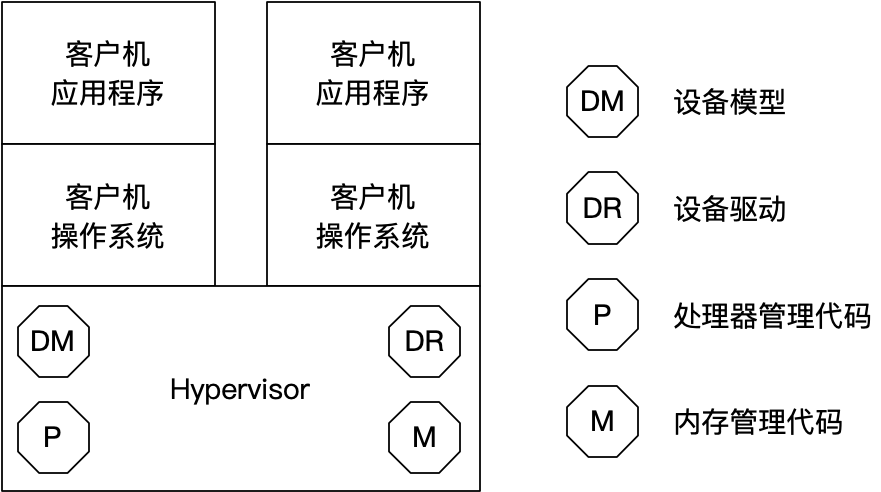 客户机
应用程序
客户机
应用程序
客户机
操作系统
客户机
操作系统
DM
DR
Hypervisor
P
M
DM 设备模型
DR 设备驱动
P 处理器管理代码
M 内存管理代码